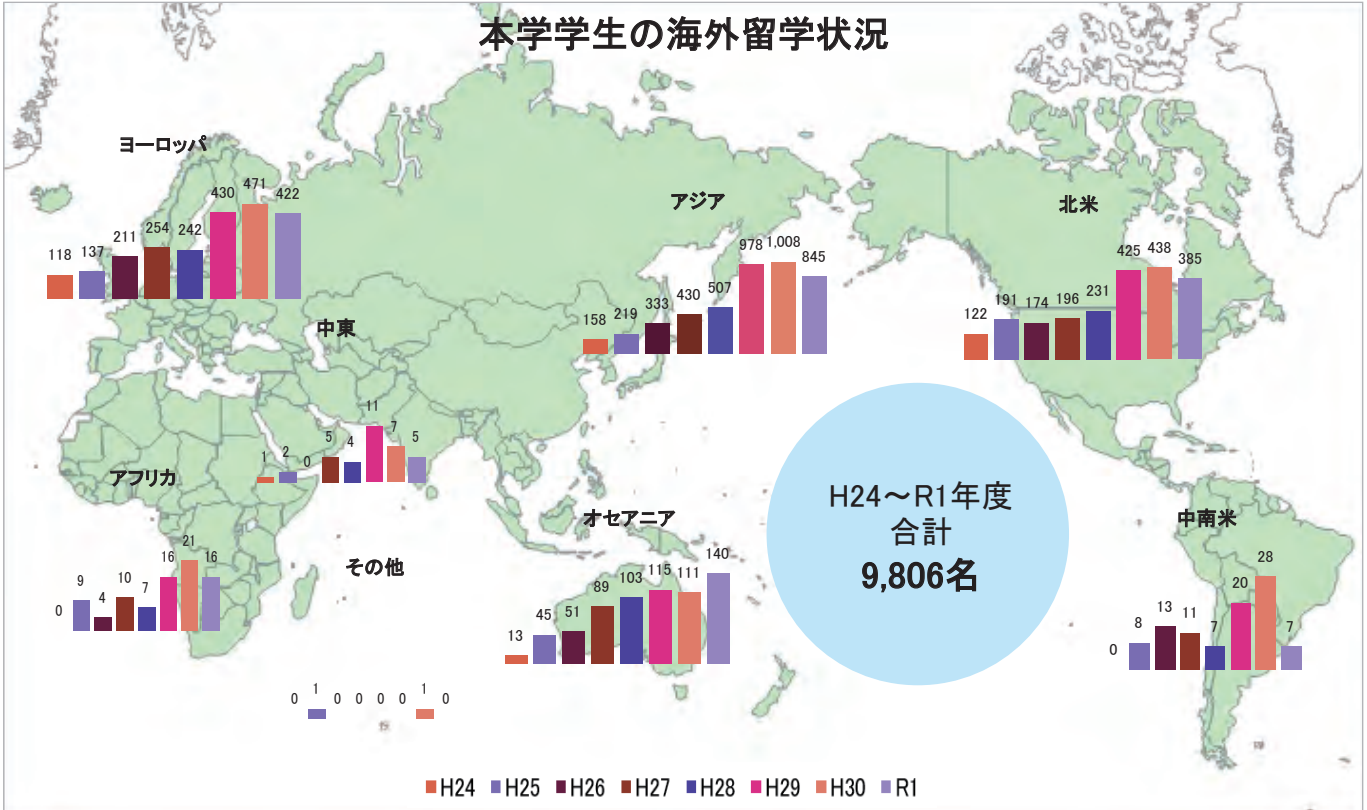 本学学生の海外留学状況
ヨーロッパ
118 137 211 254 242 430 471 422
アジア
158 219 333 430 507 978 1,008 845
北米
122 191 174 196 231 425 438 385
中東
1 2 0 5 4 11 7 5
アフリカ
0 9 4 10 7 16 21 16
オセアニア
13 45 51 89 103 115 111 140
中南米
0 8 13 11 7 20 28 7
その他
0 1 0 0 0 0 1 0
H24～R1年度
合計
9,806名
H24 H25 H26 H27 H28 H29 H30 R1